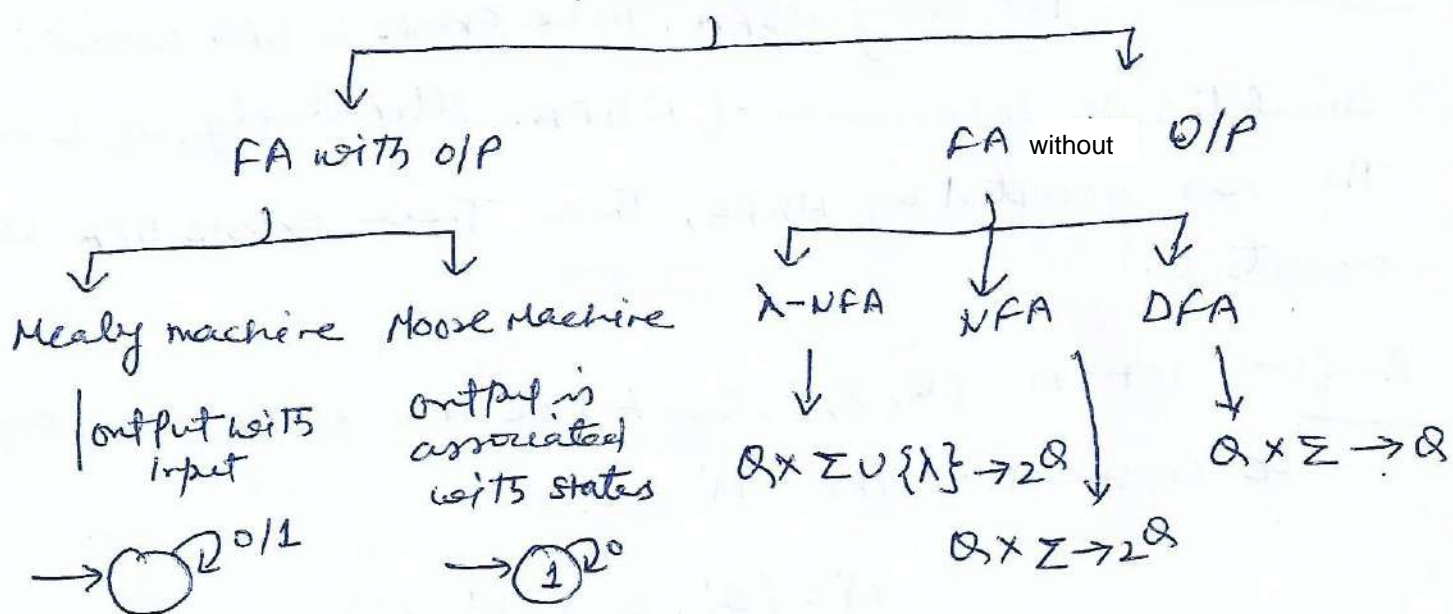 FA with O/P
FA without O/P
Mealy machine
Moore Machine
λ-NFA
NFA
DFA
output with
input
output is
associated
with states
Q × Σ ∪ {λ} → 2^Q
Q × Σ → 2^Q
Q × Σ → Q
0/1
1
0